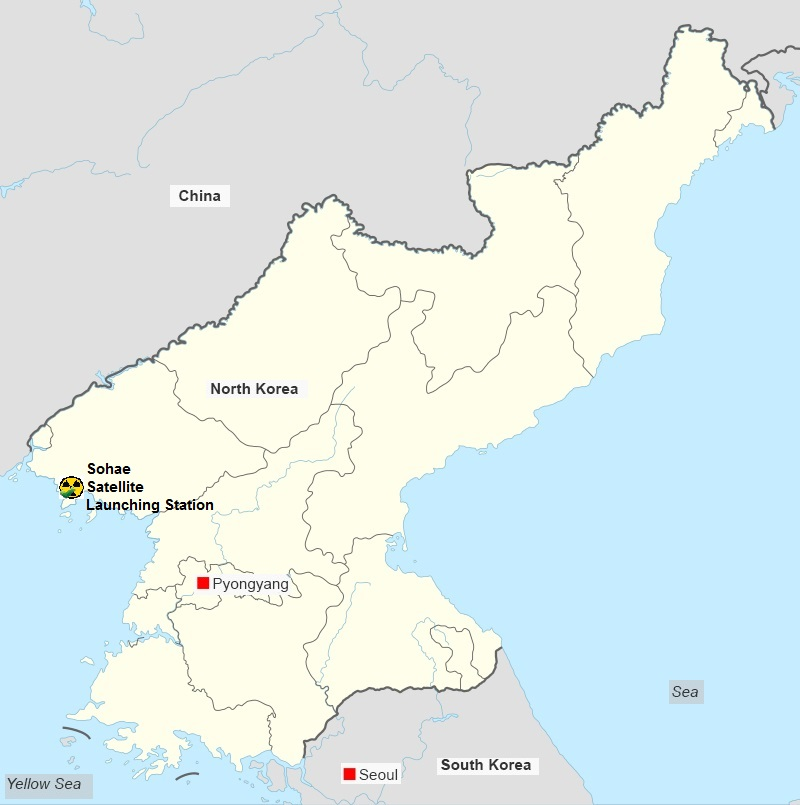 China
North Korea
Sohae
Satellite
Launching Station
Pyongyang
Sea
South Korea
Seoul
Yellow Sea